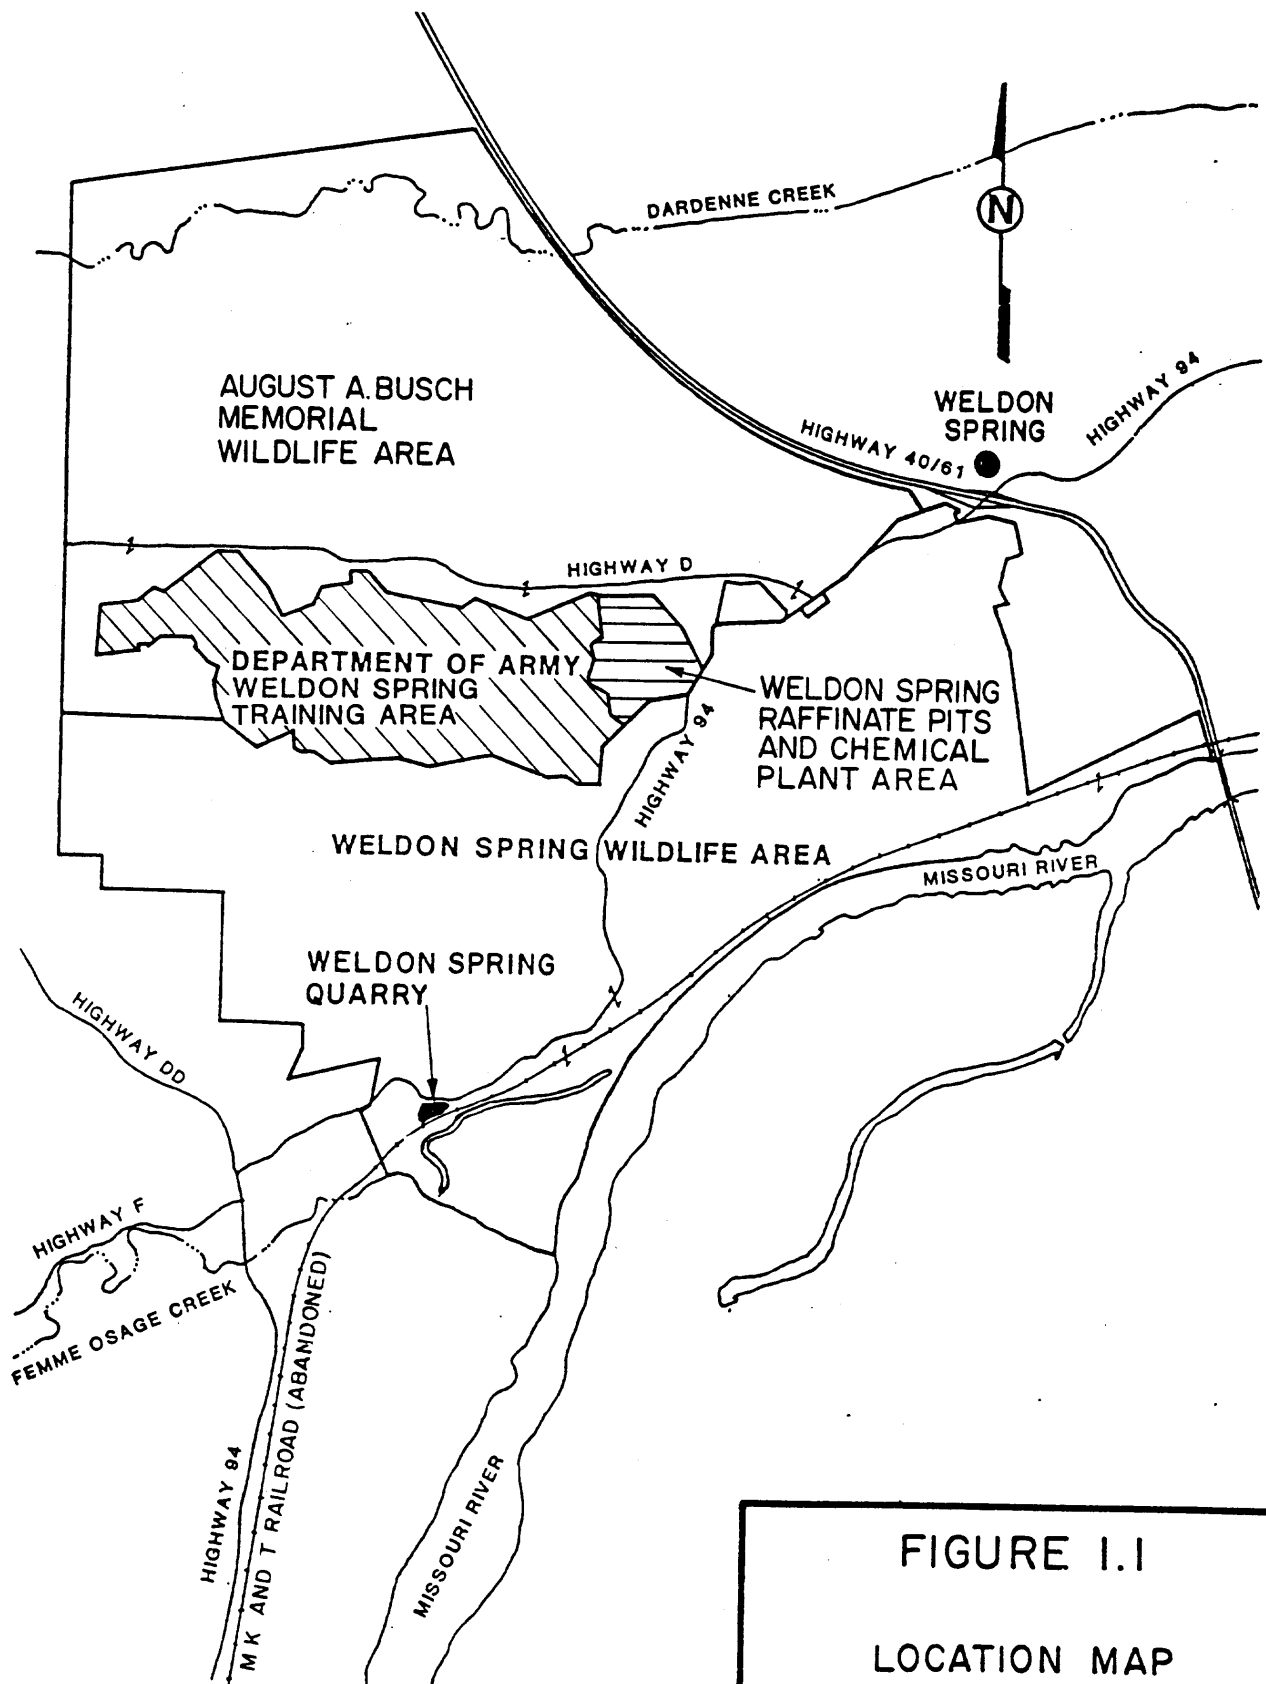 DARDENNE CREEK
N
AUGUST A. BUSCH
MEMORIAL
WILDLIFE AREA
WELDON
SPRING
HIGHWAY 94
HIGHWAY 40/61
HIGHWAY D
DEPARTMENT OF ARMY
WELDON SPRING
TRAINING AREA
WELDON SPRING
RAFFINATE PITS
AND CHEMICAL
PLANT AREA
HIGHWAY 94
WELDON SPRING WILDLIFE AREA
MISSOURI RIVER
WELDON SPRING
QUARRY
HIGHWAY DD
HIGHWAY F
FEMME OSAGE CREEK
HIGHWAY 94
M K AND T RAILROAD (ABANDONED)
MISSOURI RIVER
FIGURE 1.1
LOCATION MAP